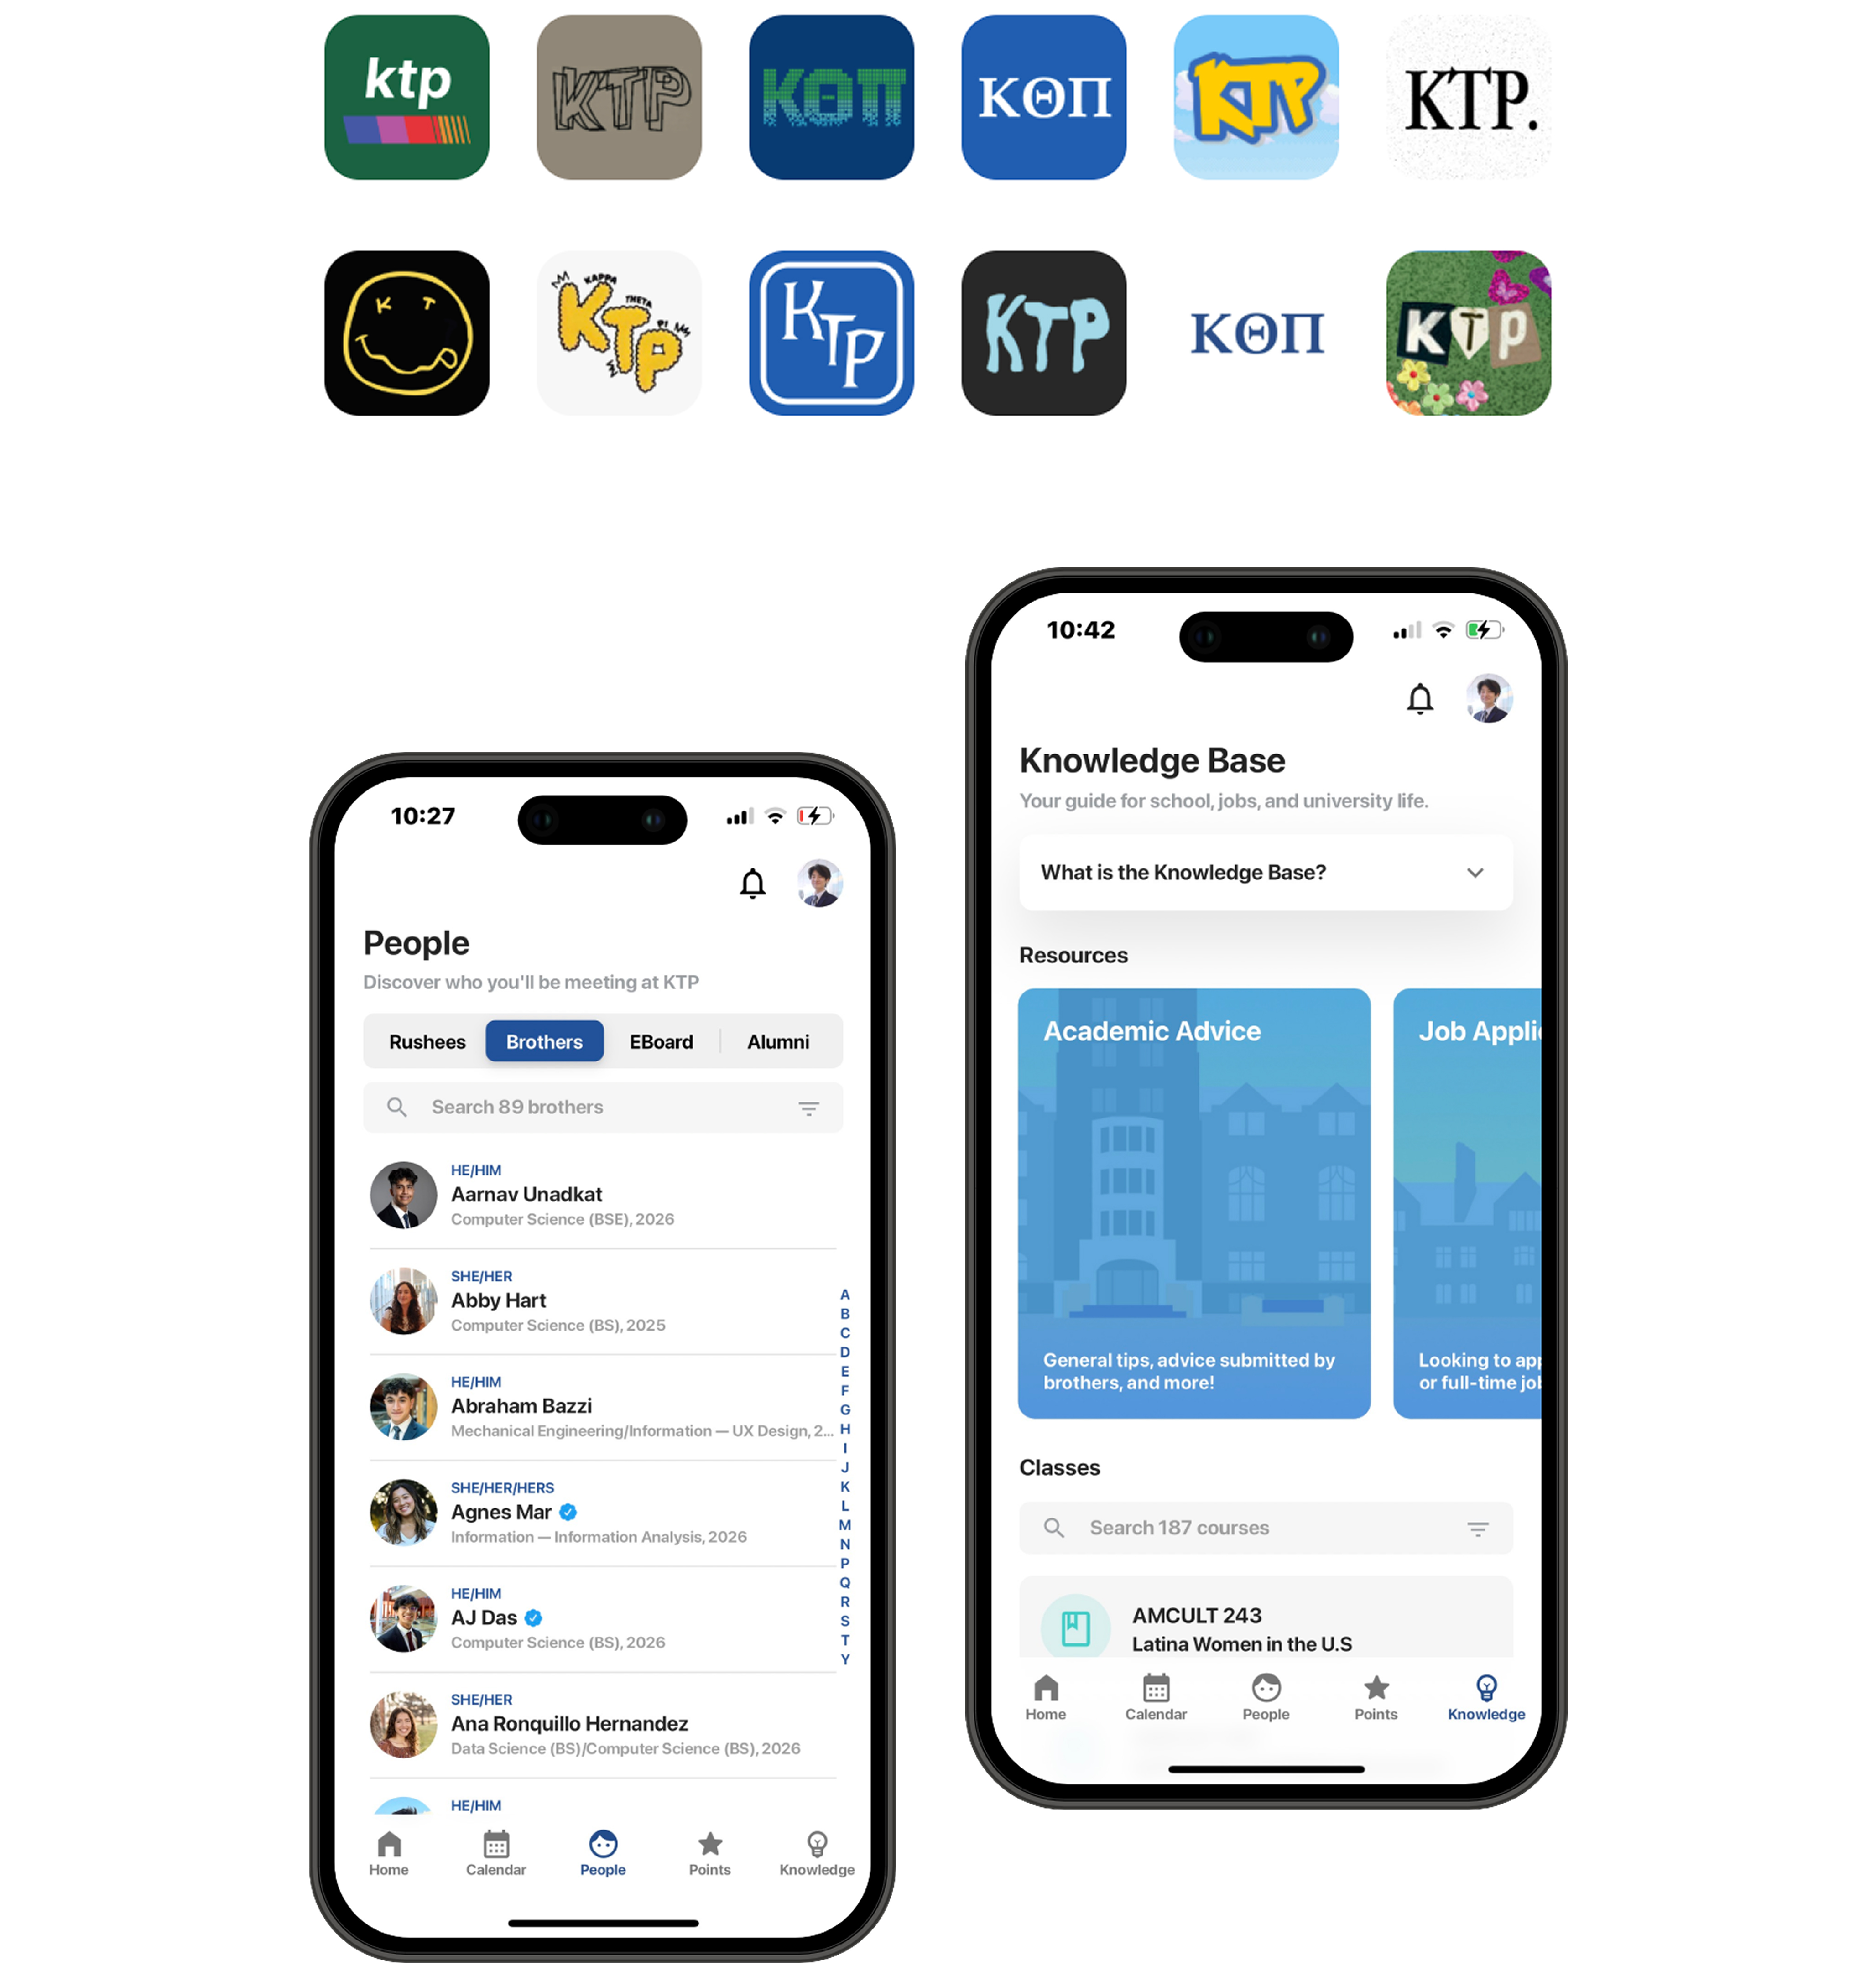 ktp
KTP
ΚΘΠ
ΚΘΠ
KTP
KTP.
K T
P
KAPPA
THETA
PI
KTP
KTP
KTP
ΚΘΠ
KTP
10:27
People
Discover who you'll be meeting at KTP
Rushees Brothers EBoard Alumni
Search 89 brothers
HE/HIM
Aarnav Unadkat
Computer Science (BSE), 2026
SHE/HER
Abby Hart
Computer Science (BS), 2025
HE/HIM
Abraham Bazzi
Mechanical Engineering/Information — UX Design, 2...
SHE/HER/HERS
Agnes Mar
Information — Information Analysis, 2026
HE/HIM
AJ Das
Computer Science (BS), 2026
SHE/HER
Ana Ronquillo Hernandez
Data Science (BS)/Computer Science (BS), 2026
HE/HIM
A
B
C
D
E
F
G
H
I
J
K
L
M
N
P
Q
R
S
T
Y
Home Calendar People Points Knowledge
10:42
Knowledge Base
Your guide for school, jobs, and university life.
What is the Knowledge Base?
Resources
Academic Advice
General tips, advice submitted by
brothers, and more!
Job Appli
Looking to app
or full-time jo
Classes
Search 187 courses
AMCULT 243
Latina Women in the U.S
Home Calendar People Points Knowledge